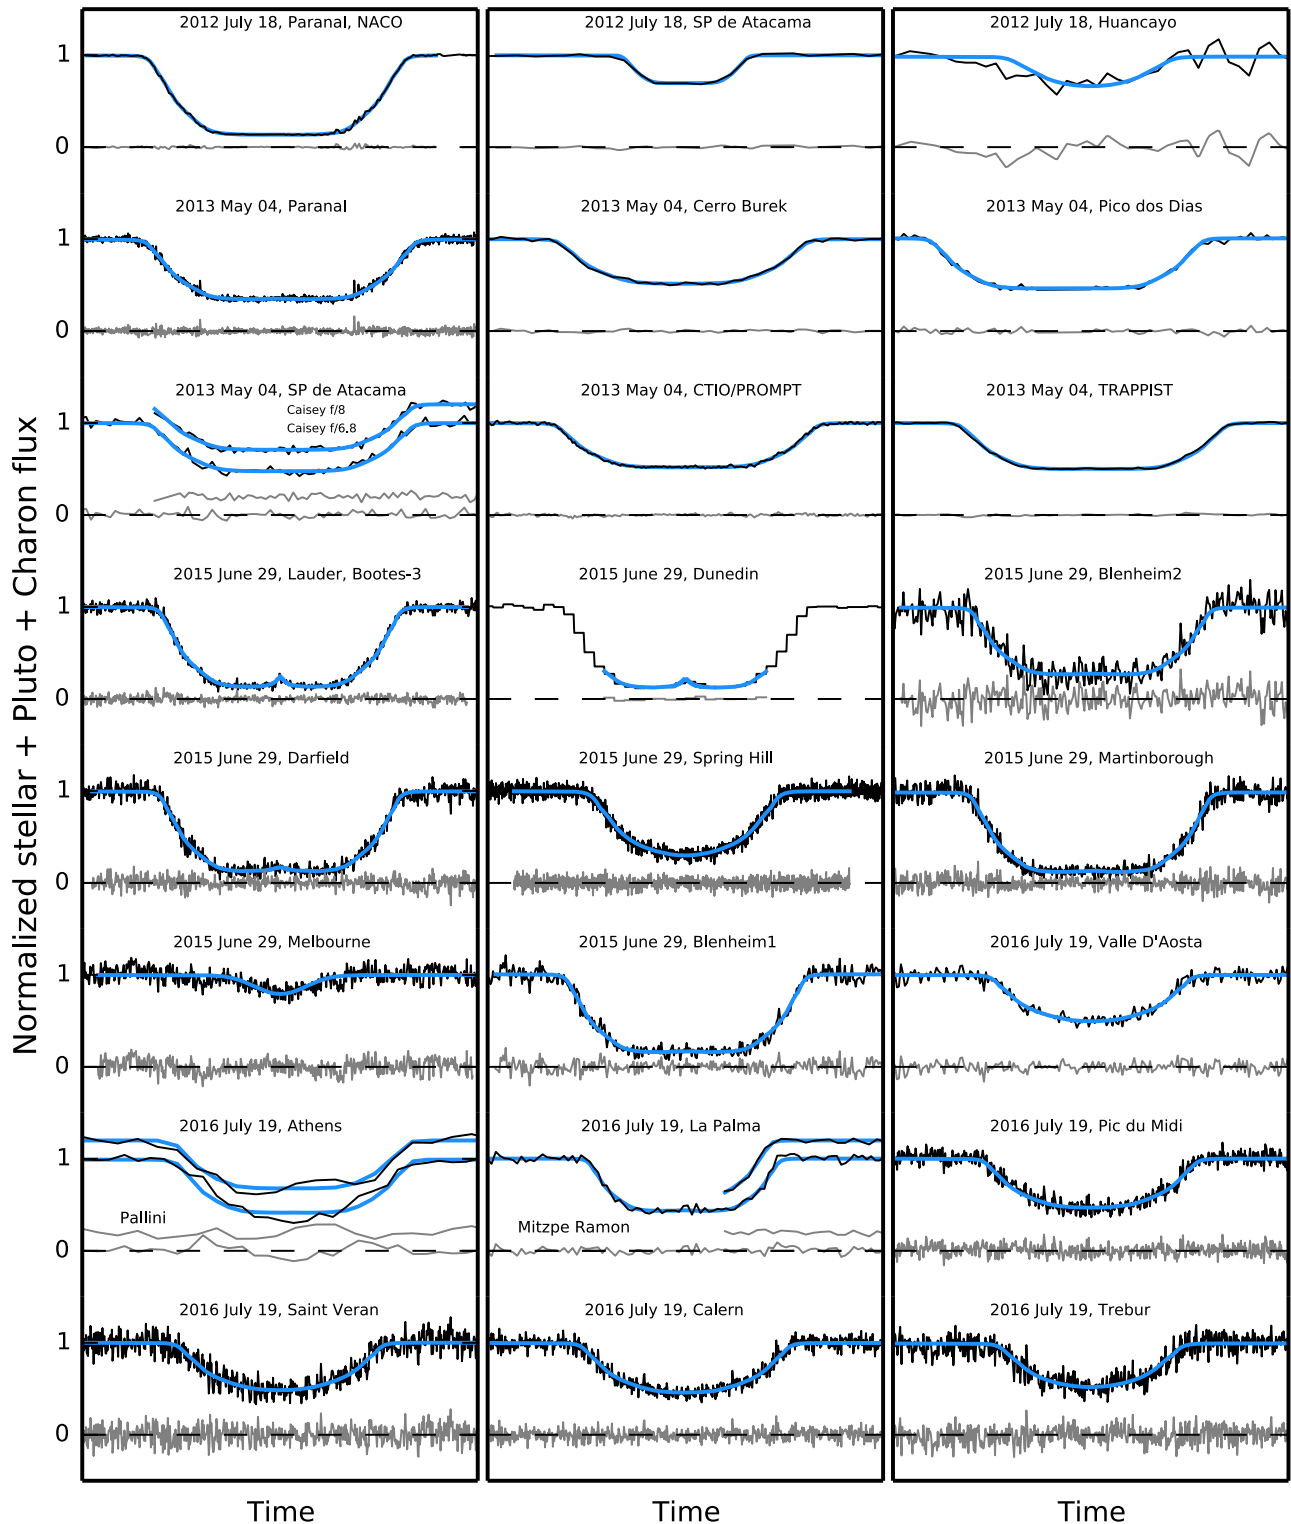 Normalized stellar + Pluto + Charon flux
2012 July 18, Paranal, NACO
2012 July 18, SP de Atacama
2012 July 18, Huancayo
1
0
2013 May 04, Paranal
2013 May 04, Cerro Burek
2013 May 04, Pico dos Dias
1
0
2013 May 04, SP de Atacama
Caisey f/8
Caisey f/6.8
2013 May 04, CTIO/PROMPT
2013 May 04, TRAPPIST
1
0
2015 June 29, Lauder, Bootes-3
2015 June 29, Dunedin
2015 June 29, Blenheim2
1
0
2015 June 29, Darfield
2015 June 29, Spring Hill
2015 June 29, Martinborough
1
0
2015 June 29, Melbourne
2015 June 29, Blenheim1
2016 July 19, Valle D'Aosta
1
0
2016 July 19, Athens
Pallini
2016 July 19, La Palma
Mitzpe Ramon
2016 July 19, Pic du Midi
1
0
2016 July 19, Saint Veran
2016 July 19, Calern
2016 July 19, Trebur
1
0
Time
Time
Time